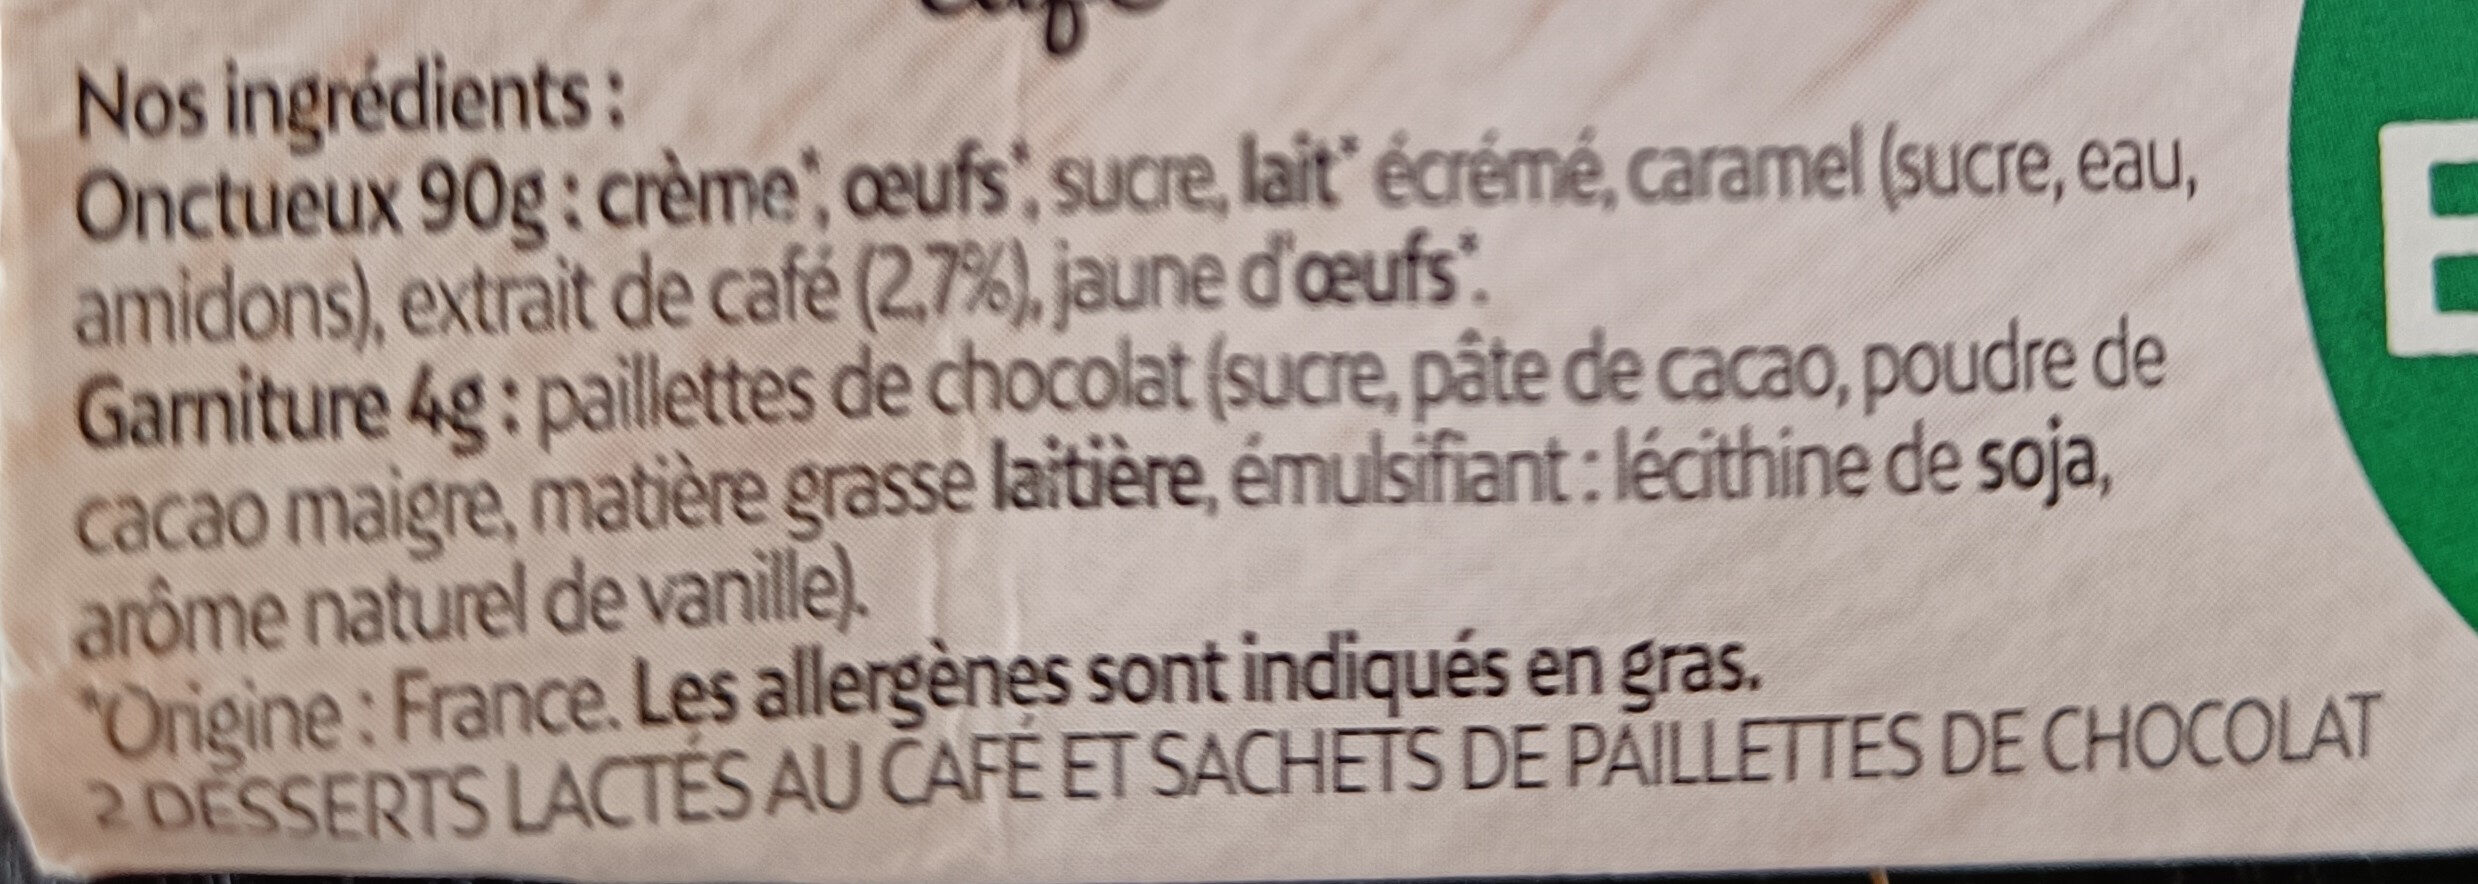 Nos ingrédients :
Onctueux 90g : crème*, œufs*, sucre, lait* écrémé, caramel (sucre, eau,
amidons), extrait de café (2,7%), jaune d'œufs*.
Garniture 4g : paillettes de chocolat (sucre, pâte de cacao, poudre de
cacao maigre, matière grasse laitière, émulsifiant : lécithine de soja,
arôme naturel de vanille).
*Origine : France. Les allergènes sont indiqués en gras.
2 DESSERTS LACTÉS AU CAFÉ ET SACHETS DE PAILLETTES DE CHOCOLAT